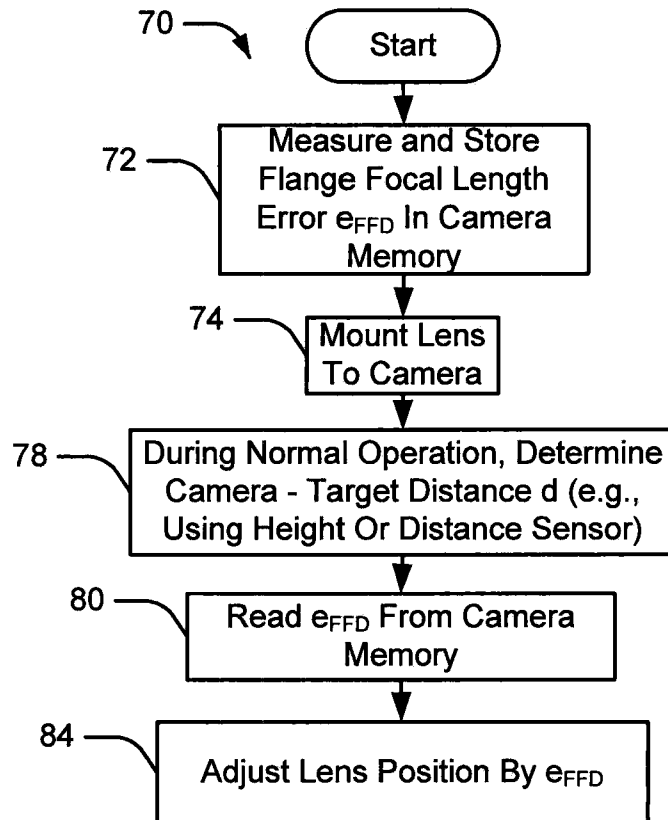 70
Start
72
Measure and Store
Flange Focal Length
Error eFFD In Camera
Memory
74
Mount Lens
To Camera
78
During Normal Operation, Determine
Camera - Target Distance d (e.g.,
Using Height Or Distance Sensor)
80
Read eFFD From Camera
Memory
84
Adjust Lens Position By eFFD